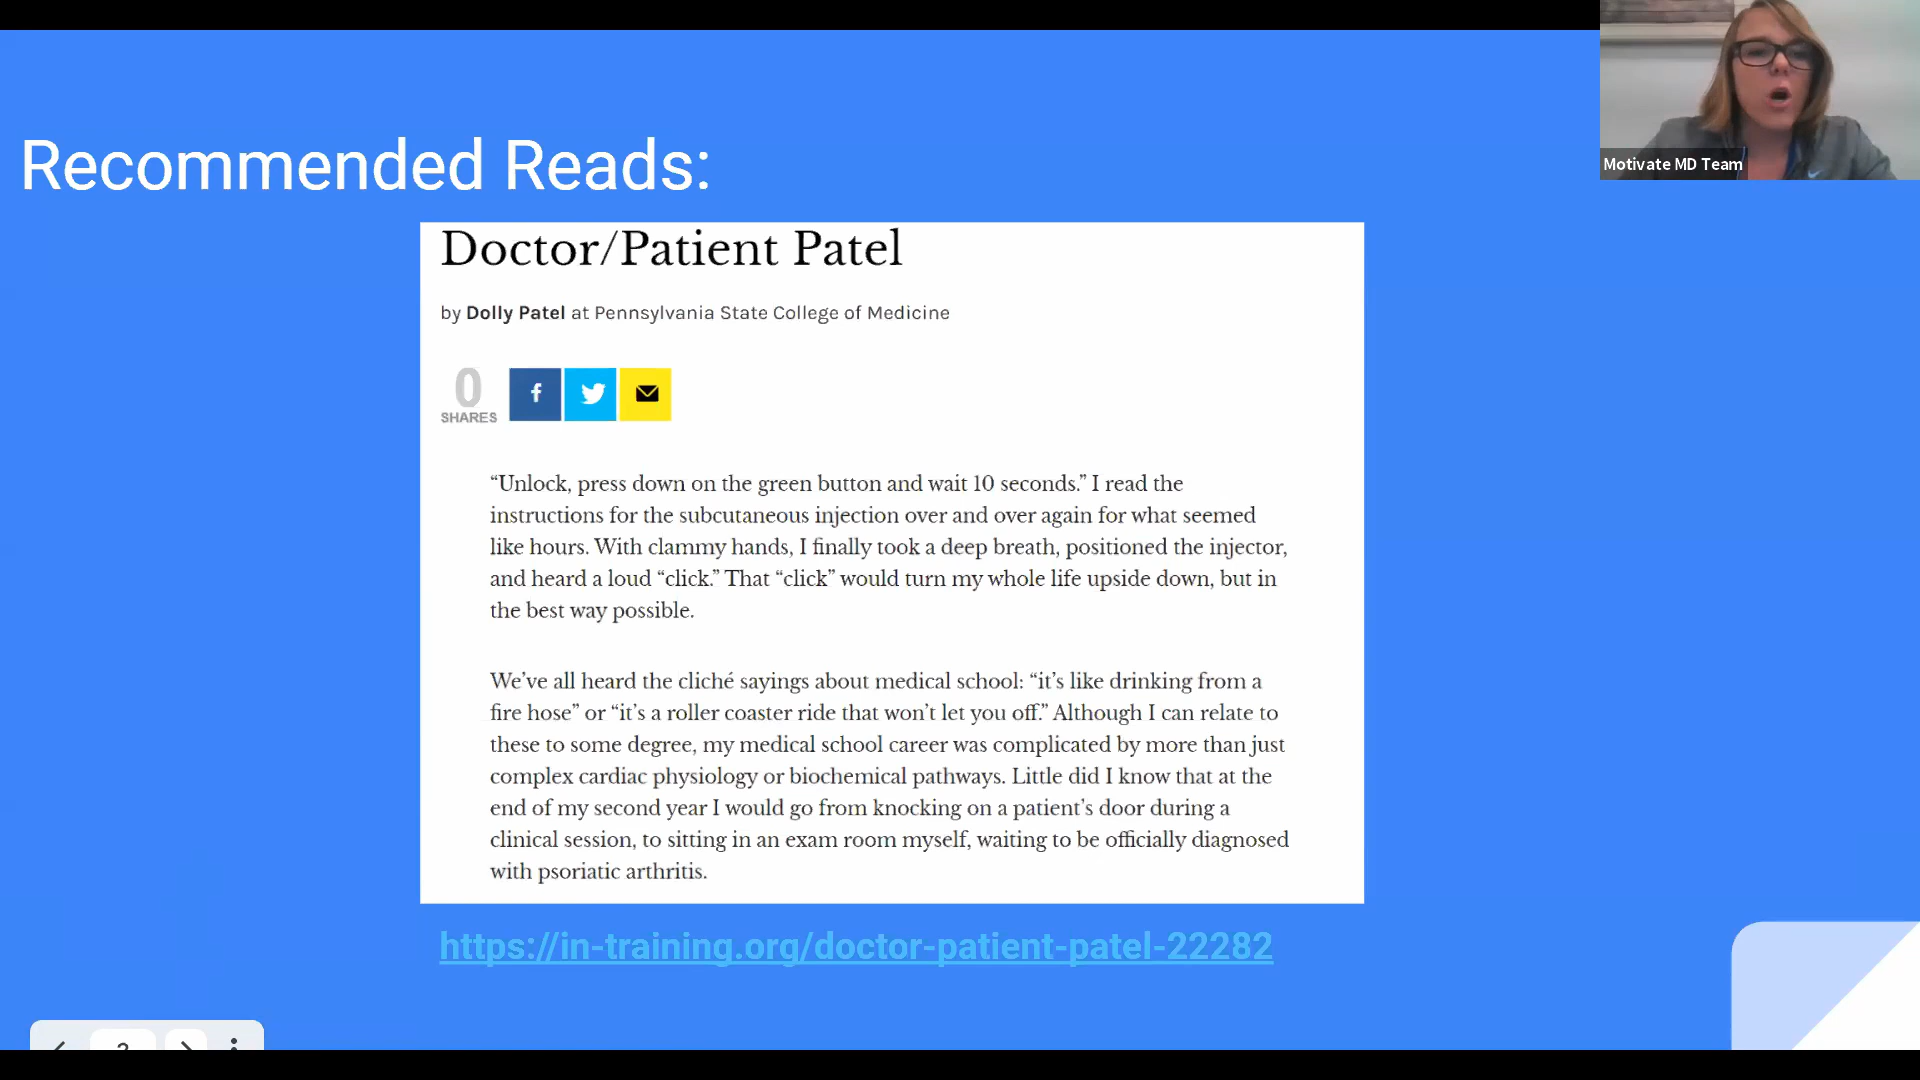 Motivate MD Team
Recommended Reads:
Doctor/Patient Patel
by Dolly Patel at Pennsylvania State College of Medicine
0
SHARES
“Unlock, press down on the green button and wait 10 seconds.” I read the
instructions for the subcutaneous injection over and over again for what seemed
like hours. With clammy hands, I finally took a deep breath, positioned the injector,
and heard a loud “click.” That “click” would turn my whole life upside down, but in
the best way possible.
We’ve all heard the cliché sayings about medical school: “it’s like drinking from a
fire hose” or “it’s a roller coaster ride that won’t let you off.” Although I can relate to
these to some degree, my medical school career was complicated by more than just
complex cardiac physiology or biochemical pathways. Little did I know that at the
end of my second year I would go from knocking on a patient’s door during a
clinical session, to sitting in an exam room myself, waiting to be officially diagnosed
with psoriatic arthritis.
https://in-training.org/doctor-patient-patel-22282